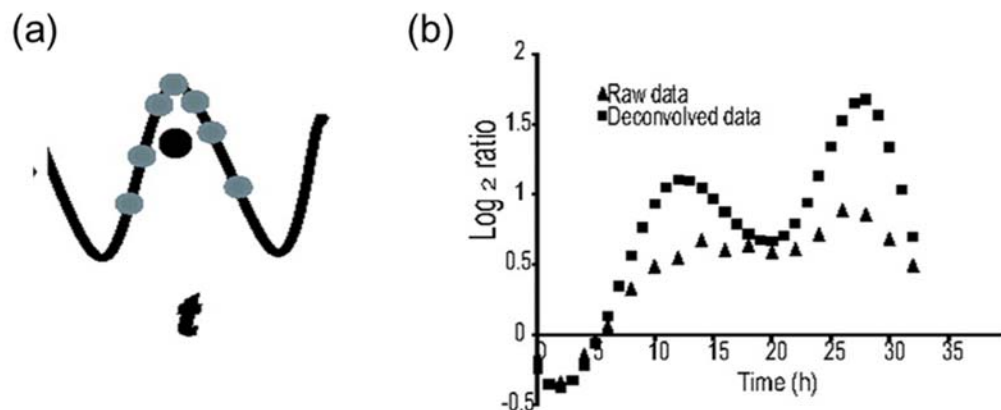 (a)
t
(b)
Log 2 ratio
2
1.5
1
0.5
0
-0.5
▲Raw data
■Deconvolved data
0 5 10 15 20 25 30 35
Time (h)